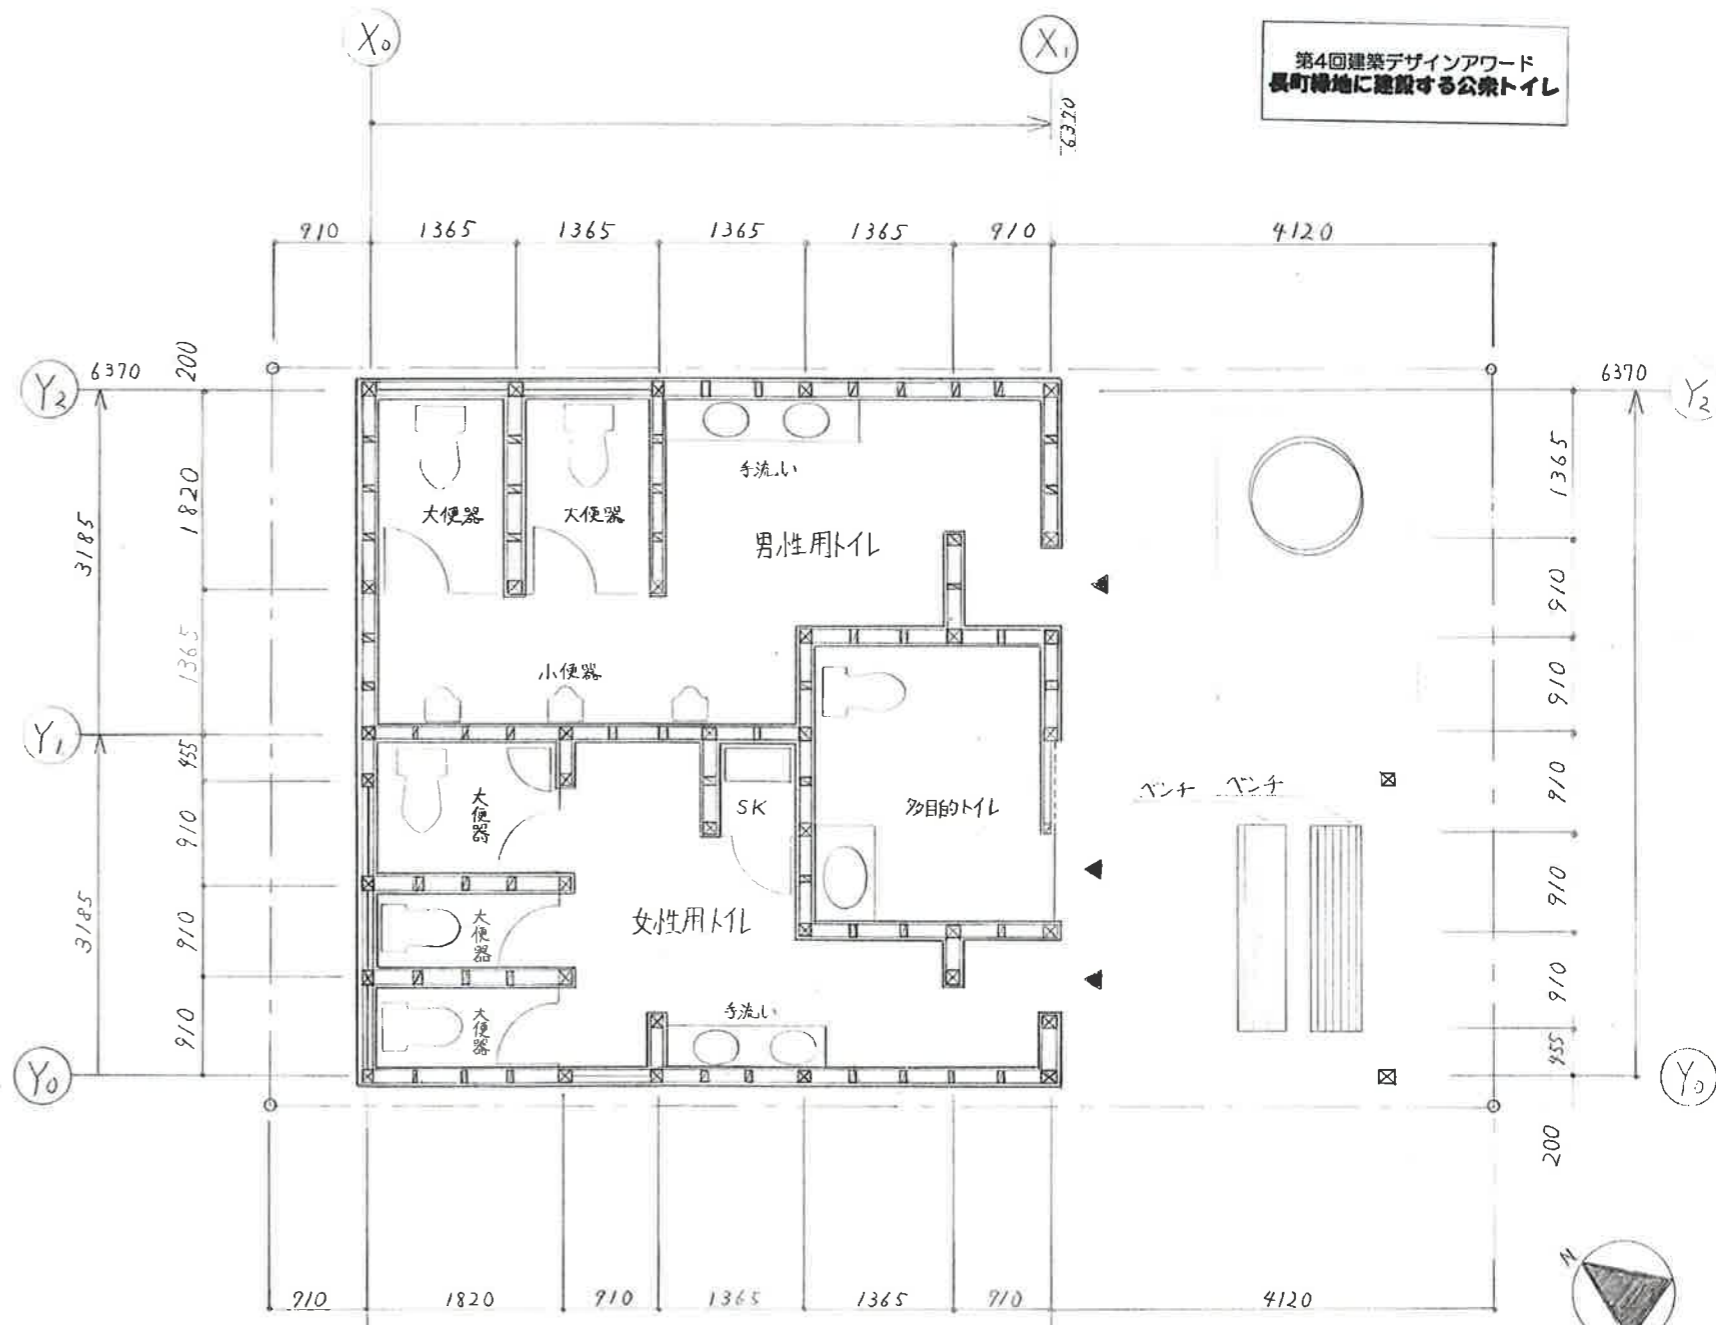 X₀
X₁
第4回建築デザインアワード
長町緑地に建設する公衆トイレ
6370
910
1365
1365
1365
1365
910
4120
Y₂
6370
200
6370
Y₂
手流い
大便器
大便器
男性用トイレ
1820
3185
1365
1365
910
小便器
910
Y₁
455
910
大便器
SK
多目的トイレ
ベンチ
ベンチ
910
910
大便器
女性用トイレ
3185
910
910
大便器
手流い
910
455
Y₀
Y₀
200
N
910
1820
910
1365
1365
910
4120